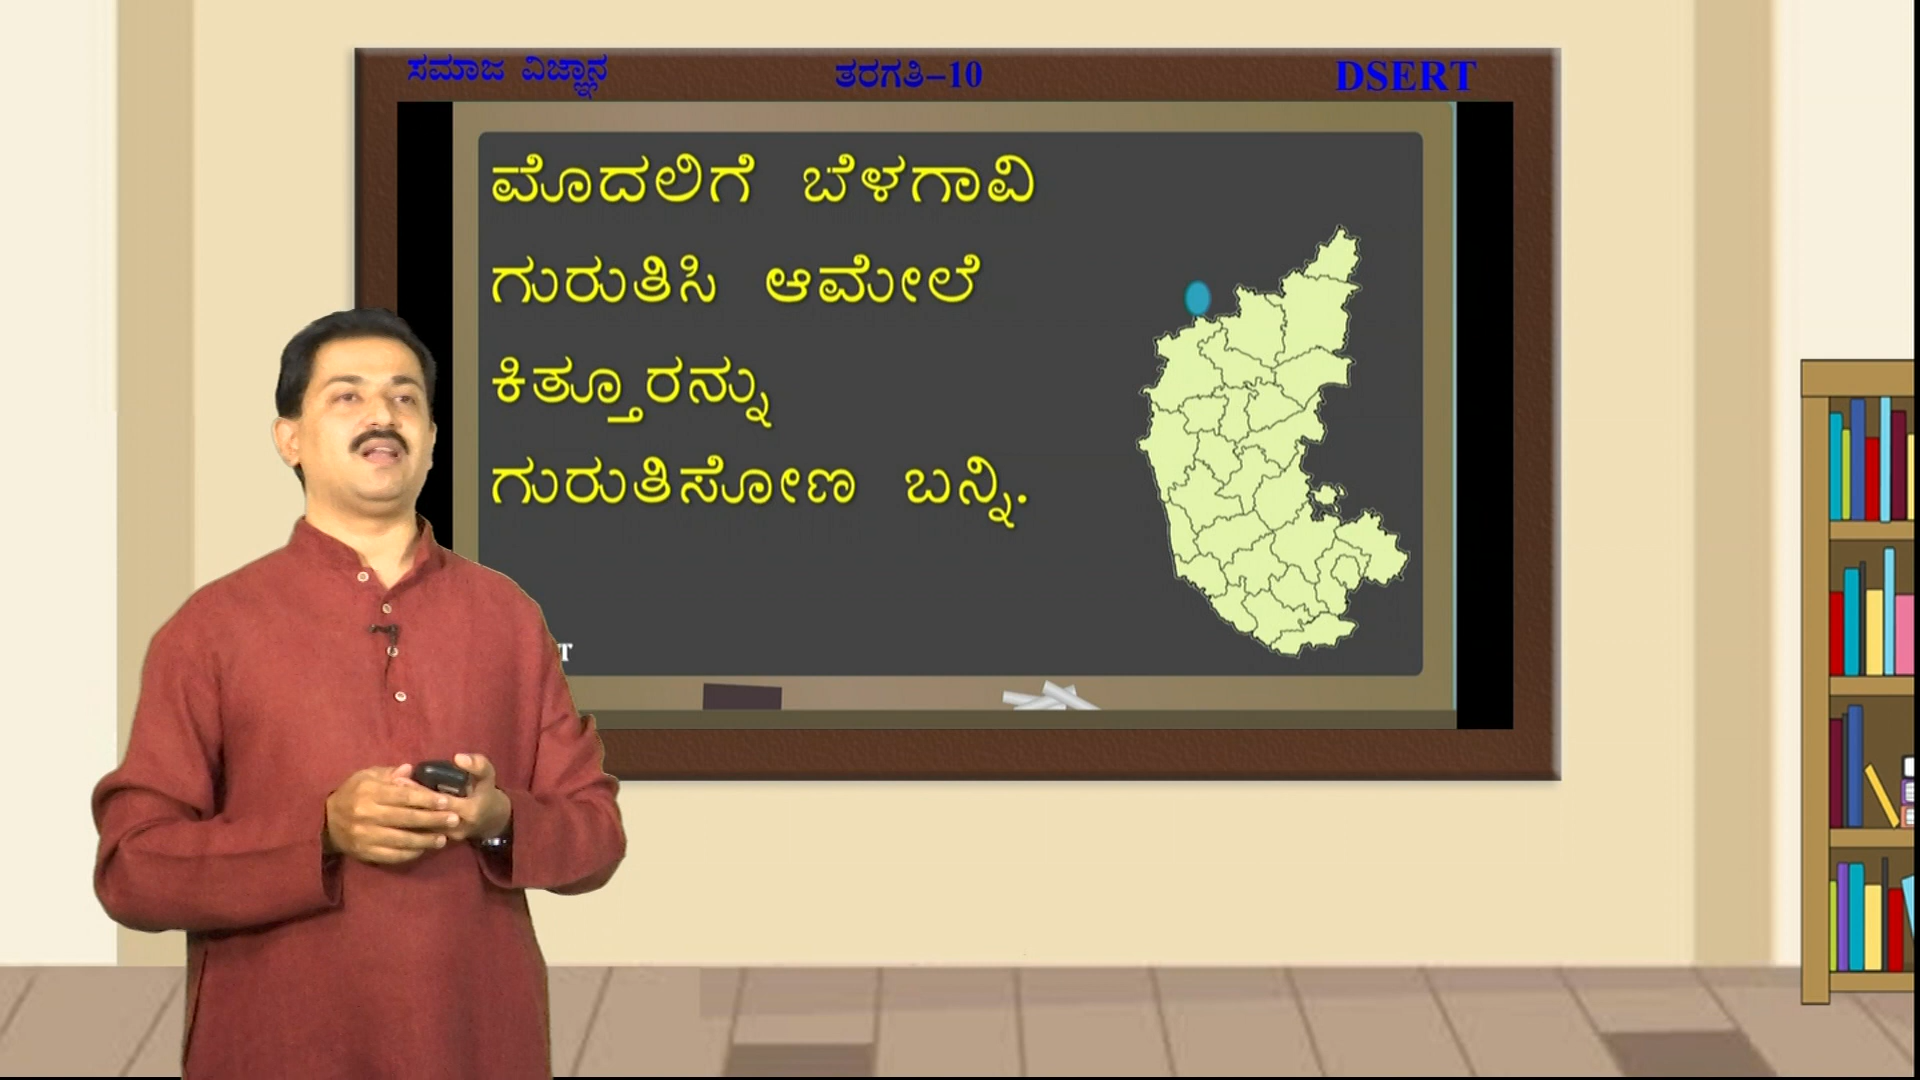 ಸಮಾಜ ವಿಜ್ಞಾನ ತರಗತಿ-10 DSERT
ಮೊದಲಿಗೆ ಬೆಳಗಾವಿ
ಗುರುತಿಸಿ ಆಮೇಲೆ
ಕಿತ್ತೂರನ್ನು
ಗುರುತಿಸೋಣ ಬನ್ನಿ.